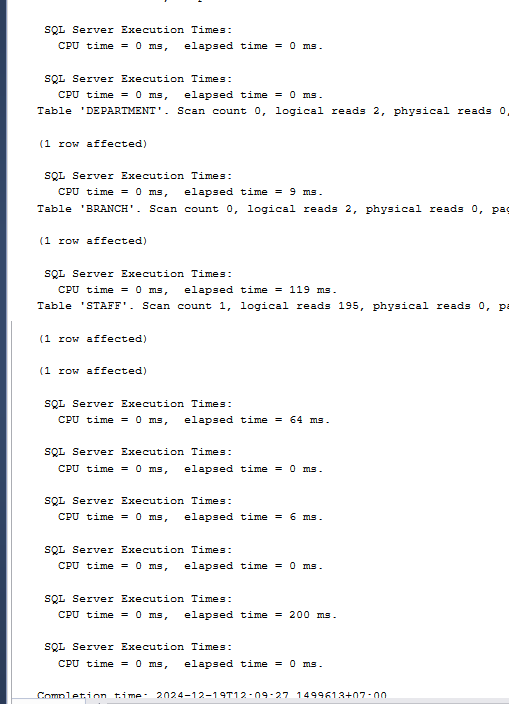 SQL Server Execution Times:
CPU time = 0 ms,  elapsed time = 0 ms.
SQL Server Execution Times:
CPU time = 0 ms,  elapsed time = 0 ms.
Table 'DEPARTMENT'. Scan count 0, logical reads 2, physical reads 0,
(1 row affected)
SQL Server Execution Times:
CPU time = 0 ms,  elapsed time = 9 ms.
Table 'BRANCH'. Scan count 0, logical reads 2, physical reads 0, pag
(1 row affected)
SQL Server Execution Times:
CPU time = 0 ms,  elapsed time = 119 ms.
Table 'STAFF'. Scan count 1, logical reads 195, physical reads 0, pa
(1 row affected)
(1 row affected)
SQL Server Execution Times:
CPU time = 0 ms,  elapsed time = 64 ms.
SQL Server Execution Times:
CPU time = 0 ms,  elapsed time = 0 ms.
SQL Server Execution Times:
CPU time = 0 ms,  elapsed time = 6 ms.
SQL Server Execution Times:
CPU time = 0 ms,  elapsed time = 0 ms.
SQL Server Execution Times:
CPU time = 0 ms,  elapsed time = 200 ms.
SQL Server Execution Times:
CPU time = 0 ms,  elapsed time = 0 ms.
Completion time: 2024-12-19T12:09:27.1499613+07:00